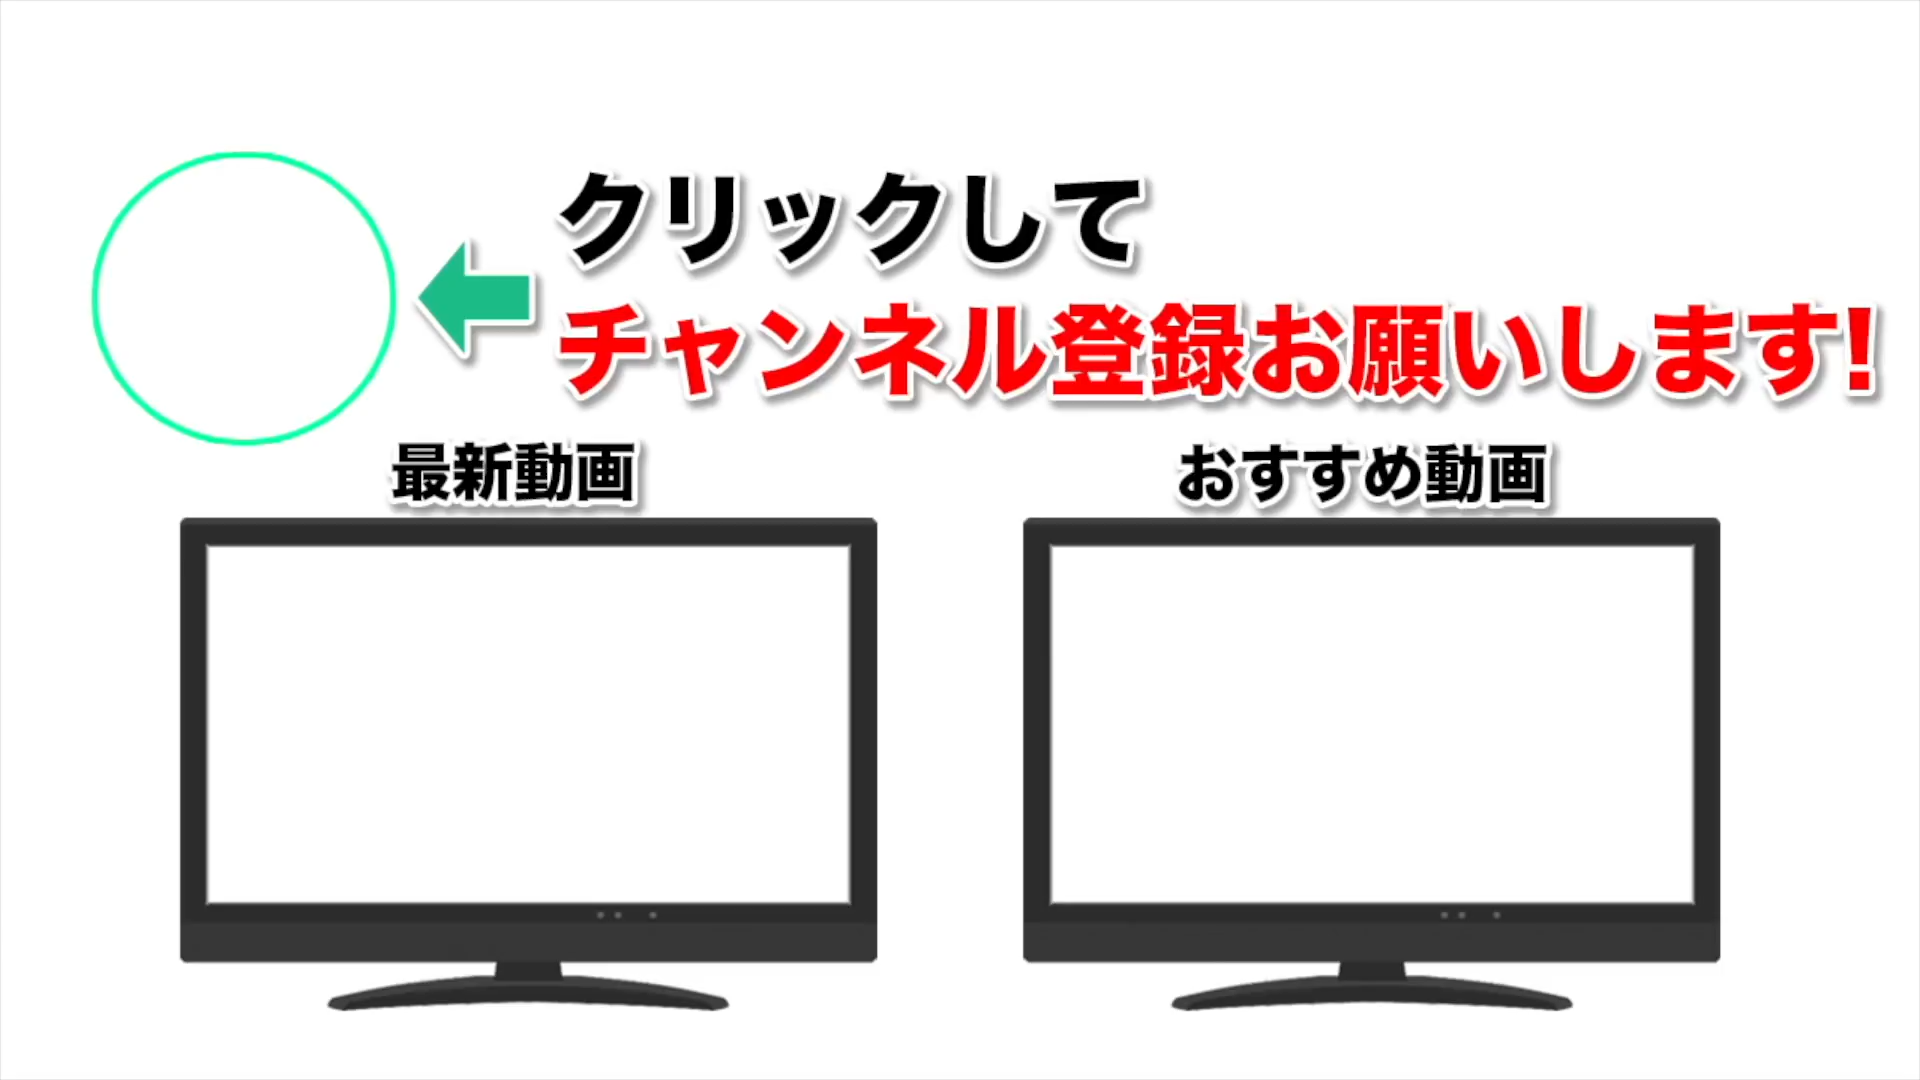 クリックして
チャンネル登録お願いします!
最新動画
おすすめ動画